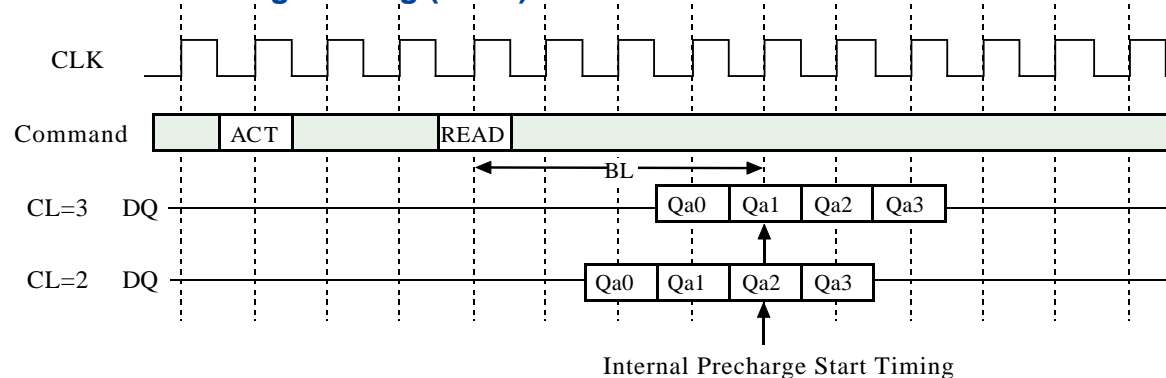 CLK
Command ACT READ
BL
CL=3 DQ Qa0 Qa1 Qa2 Qa3
CL=2 DQ Qa0 Qa1 Qa2 Qa3
Internal Precharge Start Timing